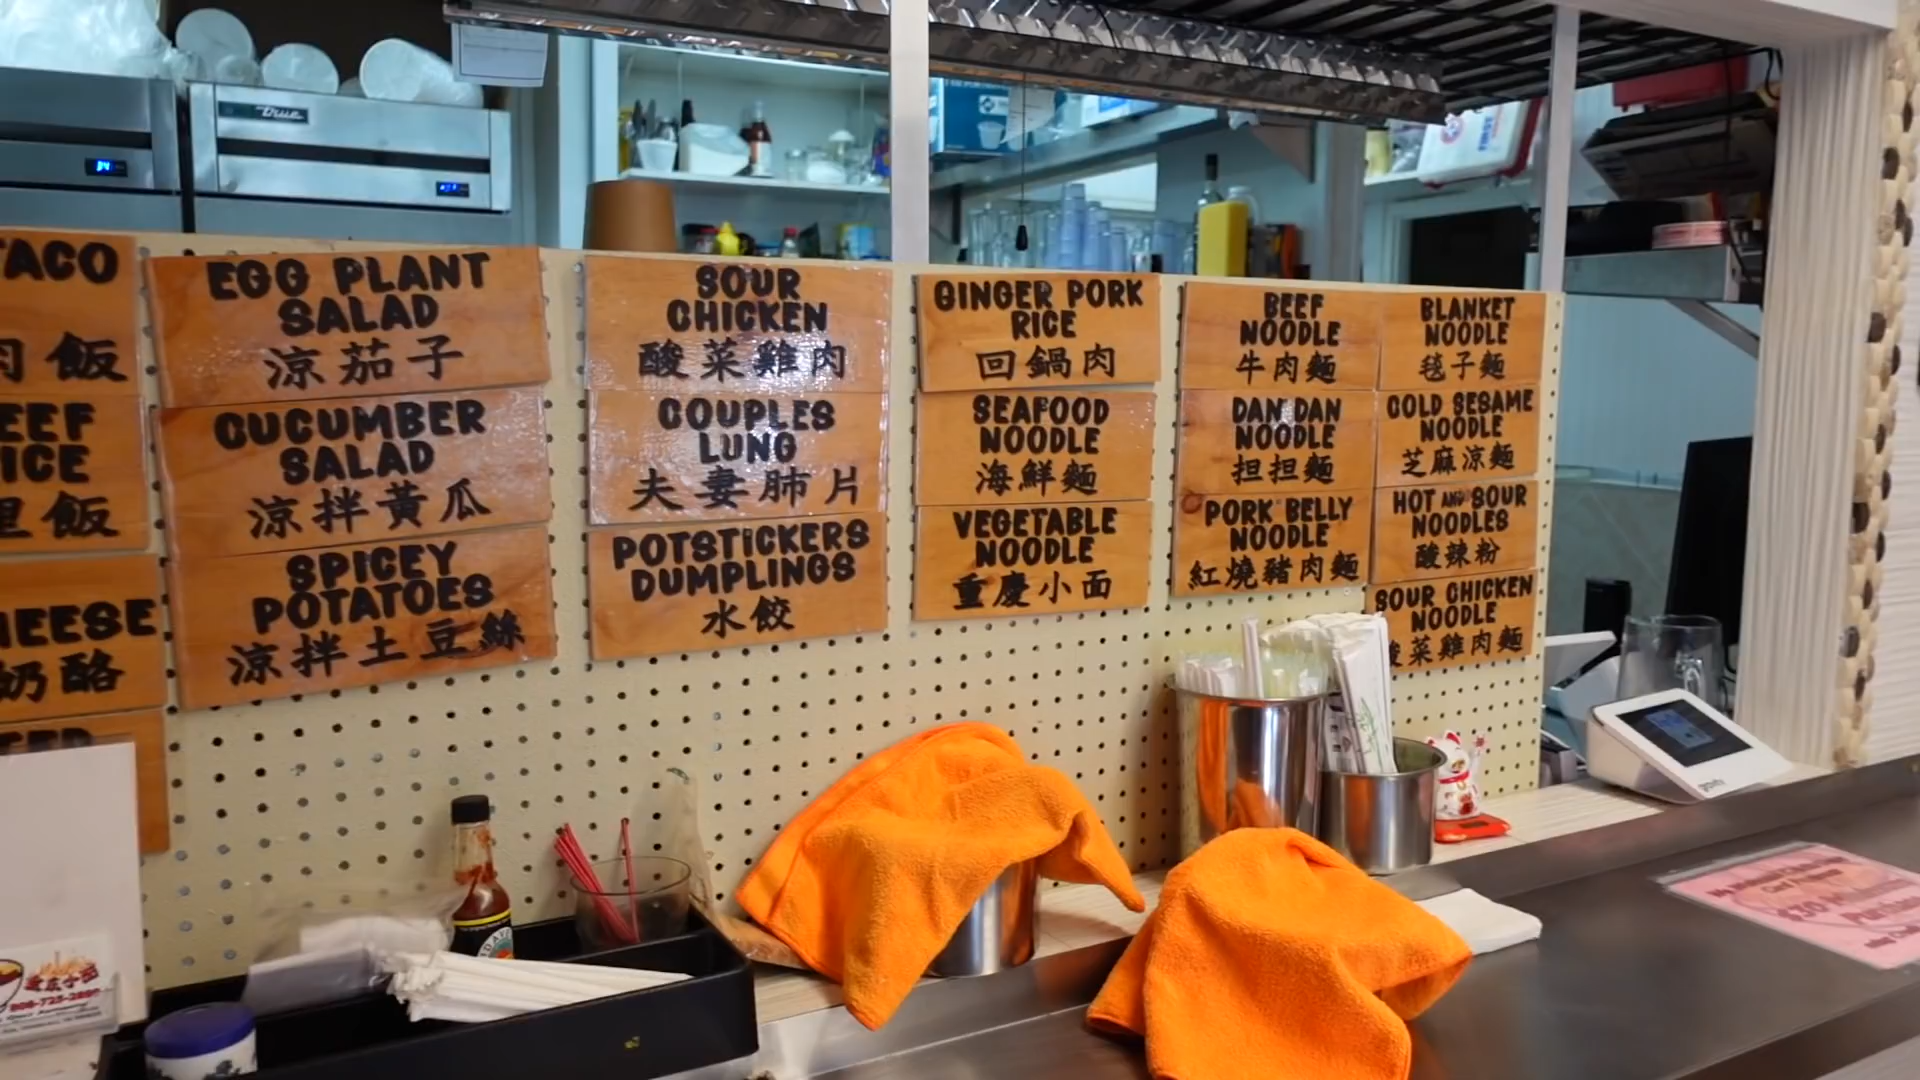 TACO
肉飯
EEF
ICE
飯
HEESE
奶酪
EGG PLANT
SALAD
涼茄子
CUCUMBER
SALAD
涼拌黃瓜
SPICEY
POTATOES
涼拌土豆絲
SOUR
CHICKEN
酸菜雞肉
COUPLES
LUNG
夫妻肺片
POTSTICKERS
DUMPLINGS
水餃
GINGER PORK
RICE
回鍋肉
SEAFOOD
NOODLE
海鮮麵
VEGETABLE
NOODLE
重慶小面
BEEF
NOODLE
牛肉麵
DAN DAN
NOODLE
担担麵
PORK BELLY
NOODLE
紅燒豬肉麵
BLANKET
NOODLE
毯子麵
COLD SESAME
NOODLE
芝麻涼麵
HOT AND SOUR
NOODLES
酸辣粉
SOUR CHICKEN
NOODLE
酸菜雞肉麵
True